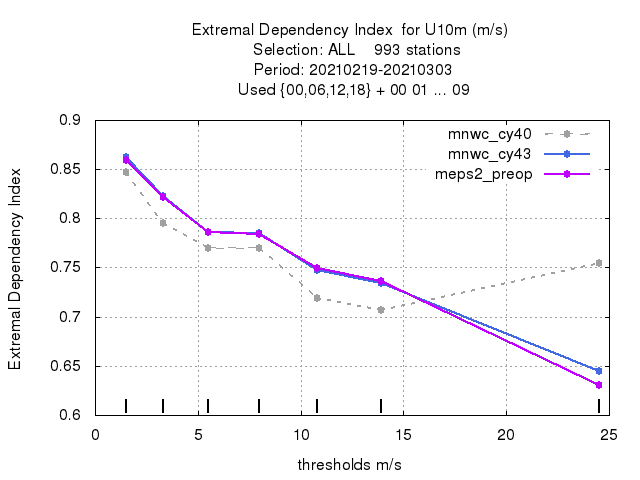 Extremal Dependency Index  for U10m (m/s)
Selection: ALL    993 stations
Period: 20210219-20210303
Used {00,06,12,18} + 00 01 ... 09
mnwc_cy40
mnwc_cy43
meps2_preop
Extremal Dependency Index
0.9
0.85
0.8
0.75
0.7
0.65
0.6
0 5 10 15 20 25
thresholds m/s